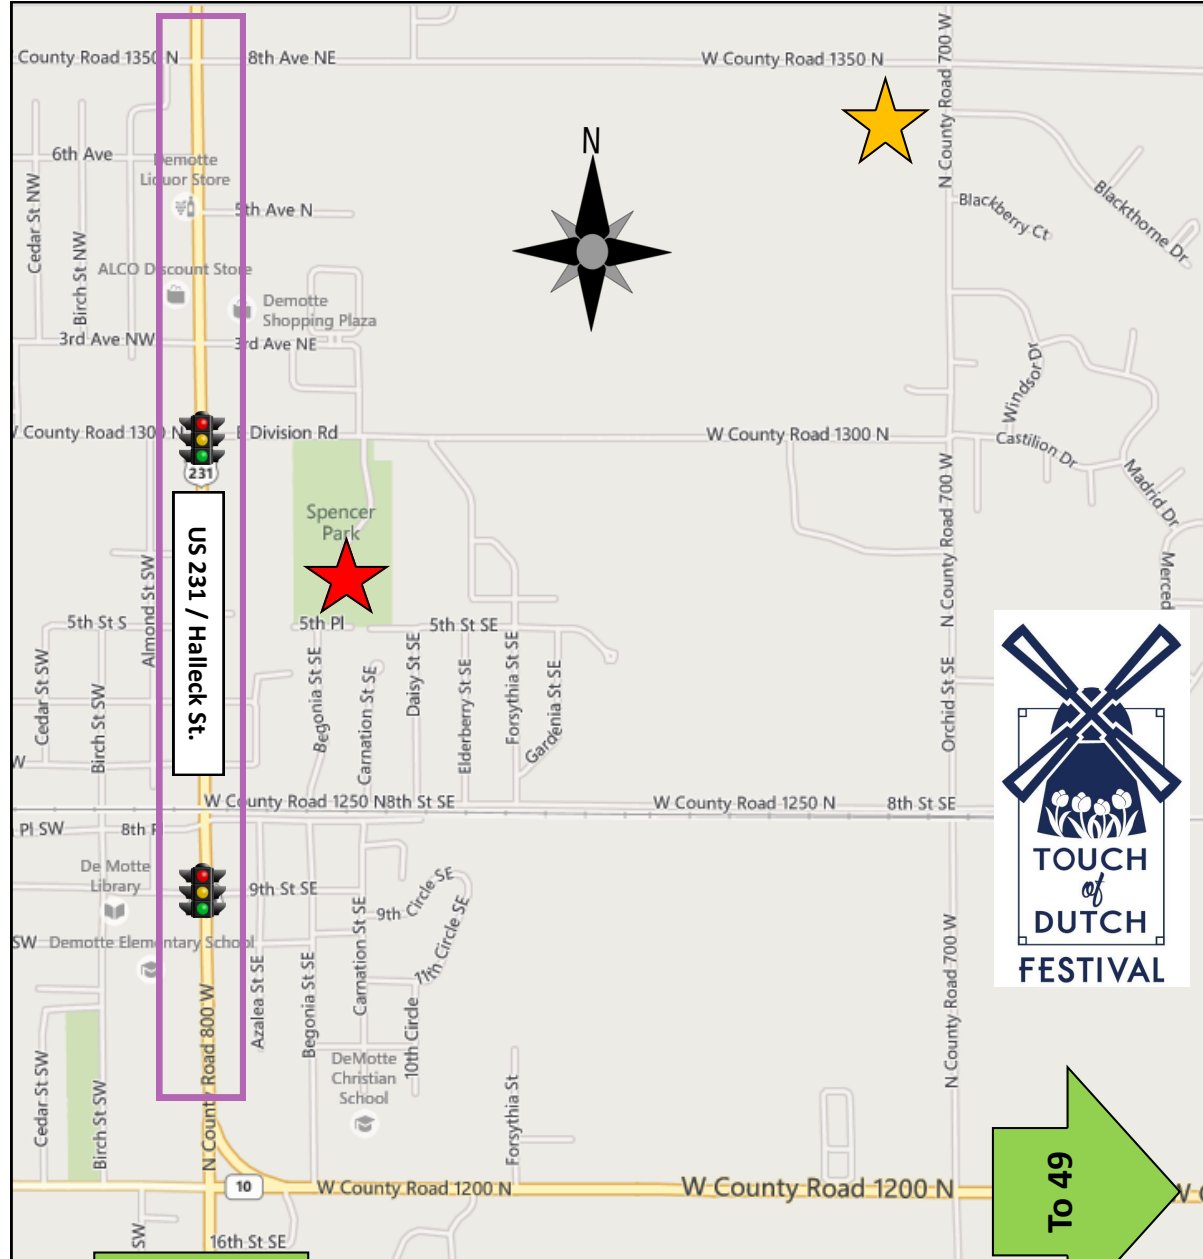 County Road 1350 N
8th Ave NE
W County Road 1350 N
N County Road 700 W
6th Ave
Demotte
Liquor Store
Cedar St NW
Birch St NW
5th Ave N
N
Blackberry Ct
Blackthorne Dr
ALCO Discount Store
Demotte
Shopping Plaza
3rd Ave NW
3rd Ave NE
Windsor Dr
County Road 1300 N
E Division Rd
W County Road 1300 N
Castilion Dr
Madrid Dr
231
N County Road 700 W
Spencer
Park
US 231 / Halleck St.
Almond St SW
Merced
5th St S
5th Pl
5th St SE
Cedar St SW
Birch St SW
Begonia St SE
Carnation St SE
Daisy St SE
Elderberry St SE
Forsythia St SE
Gardenia St SE
Orchid St SE
W
W County Road 1250 N
8th St SE
W County Road 1250 N
8th St SE
Pl SW
8th P
De Motte
Library
9th St SE
9th Circle SE
TOUCH
of
DUTCH
FESTIVAL
SW
Demotte Elementary School
Azalea St SE
Begonia St SE
Carnation St SE
11th Circle SE
10th Circle
N County Road 700 W
N County Road 800 W
DeMotte
Christian
School
Cedar St SW
Birch St SW
Forsythia St
10
W County Road 1200 N
W County Road 1200 N
To 49
SW
16th St SE